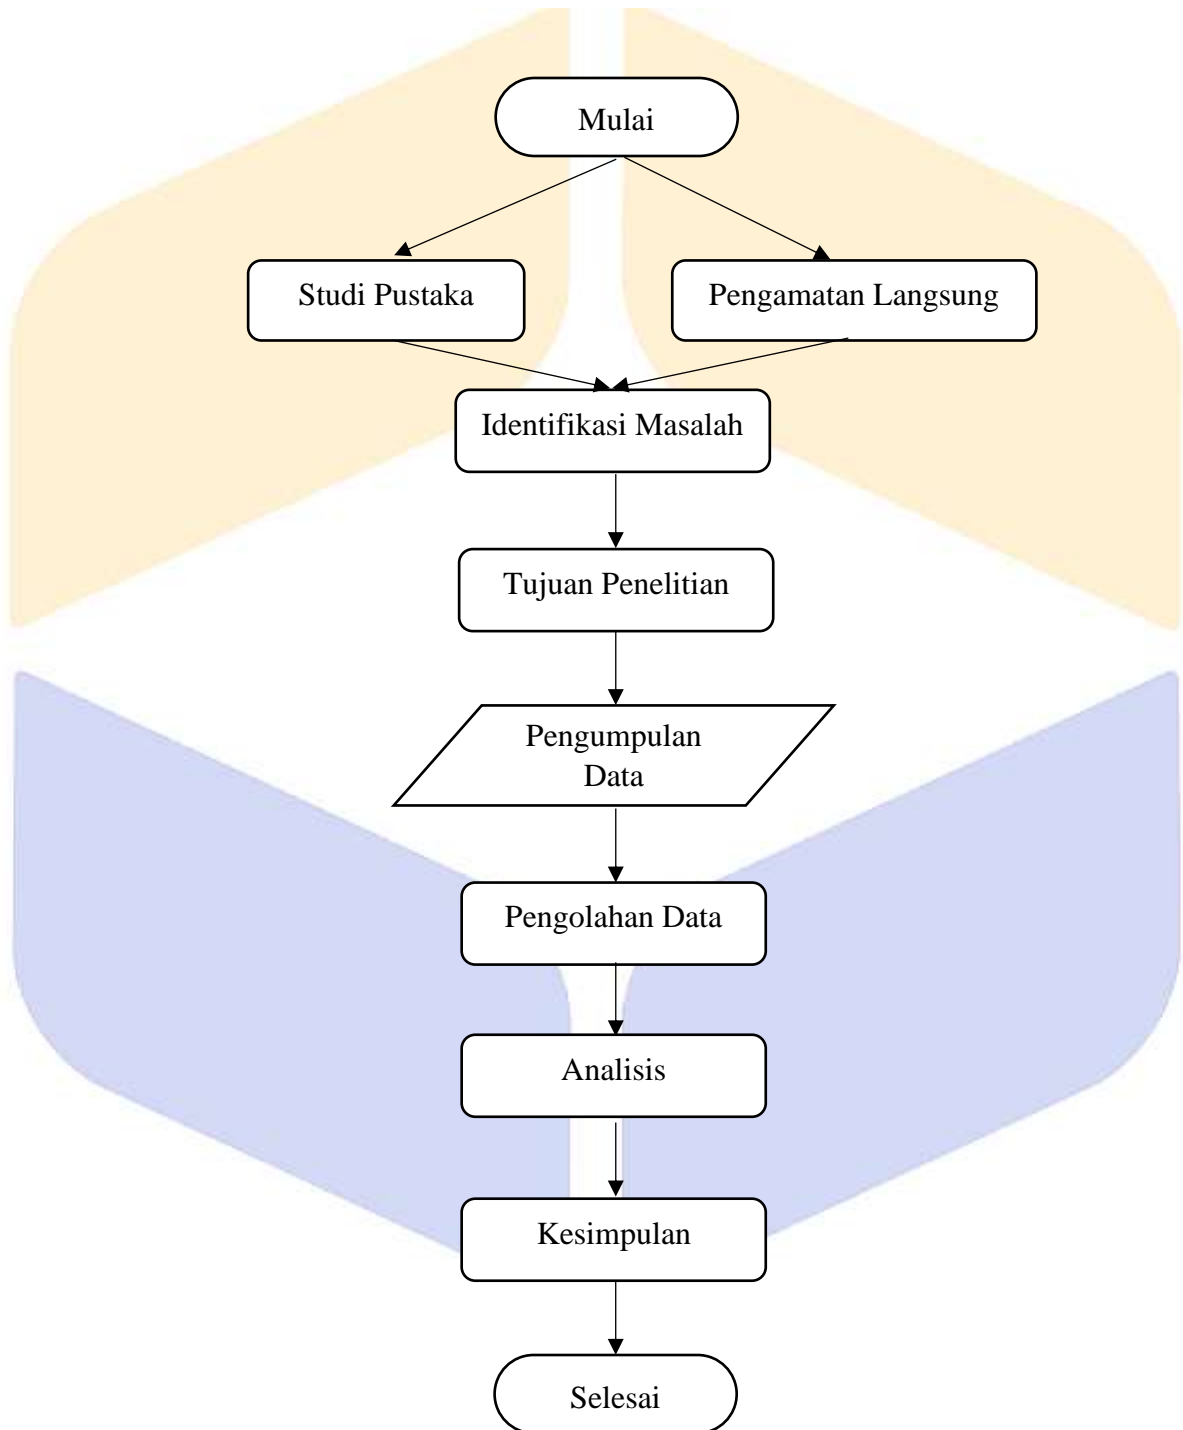 Mulai
Studi Pustaka
Pengamatan Langsung
Identifikasi Masalah
Tujuan Penelitian
Pengumpulan
Data
Pengolahan Data
Analisis
Kesimpulan
Selesai